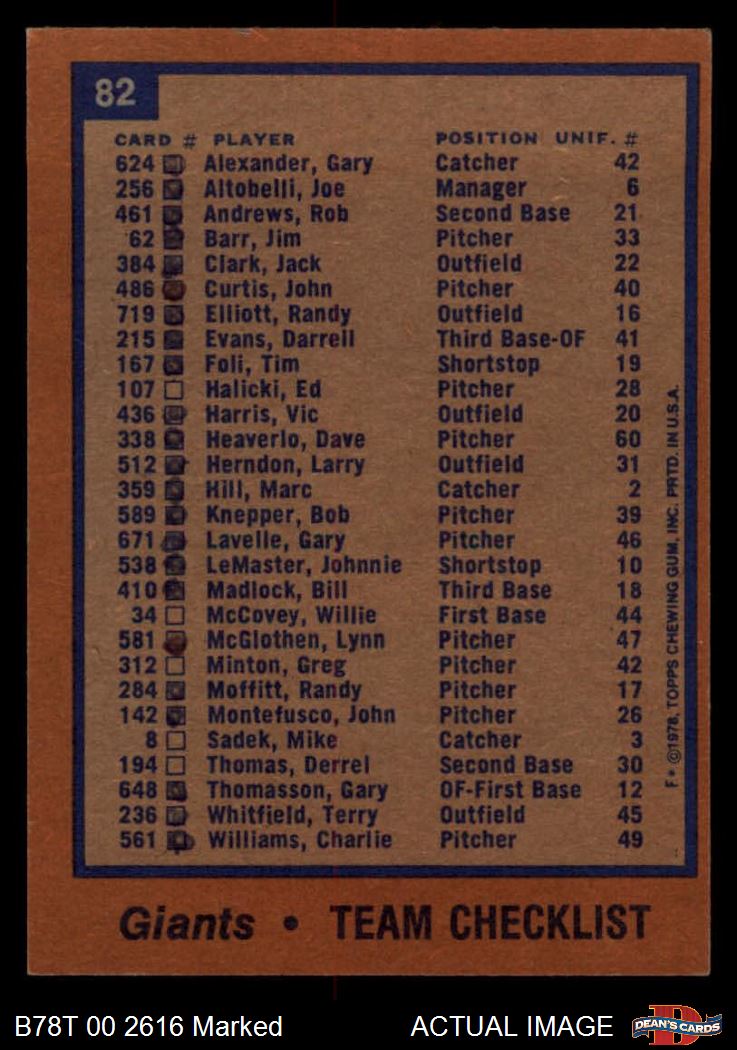 82
CARD # PLAYER POSITION UNIF. #
624 Alexander, Gary Catcher 42
256 Altobelli, Joe Manager 6
461 Andrews, Rob Second Base 21
62 Barr, Jim Pitcher 33
384 Clark, Jack Outfield 22
486 Curtis, John Pitcher 40
719 Elliott, Randy Outfield 16
215 Evans, Darrell Third Base-OF 41
167 Foli, Tim Shortstop 19
107 Halicki, Ed Pitcher 28
436 Harris, Vic Outfield 20
338 Heaverlo, Dave Pitcher 60
512 Herndon, Larry Outfield 31
359 Hill, Marc Catcher 2
589 Knepper, Bob Pitcher 39
671 Lavelle, Gary Pitcher 46
538 LeMaster, Johnnie Shortstop 10
410 Madlock, Bill Third Base 18
34 McCovey, Willie First Base 44
581 McGlothen, Lynn Pitcher 47
312 Minton, Greg Pitcher 42
284 Moffitt, Randy Pitcher 17
142 Montefusco, John Pitcher 26
8 Sadek, Mike Catcher 3
194 Thomas, Derrel Second Base 30
648 Thomasson, Gary OF-First Base 12
236 Whitfield, Terry Outfield 45
561 Williams, Charlie Pitcher 49
F* ©1978, TOPPS CHEWING GUM, INC. PRTD. IN U.S.A.
Giants • TEAM CHECKLIST
B78T 00 2616 Marked ACTUAL IMAGE
D DEAN'S CARDS